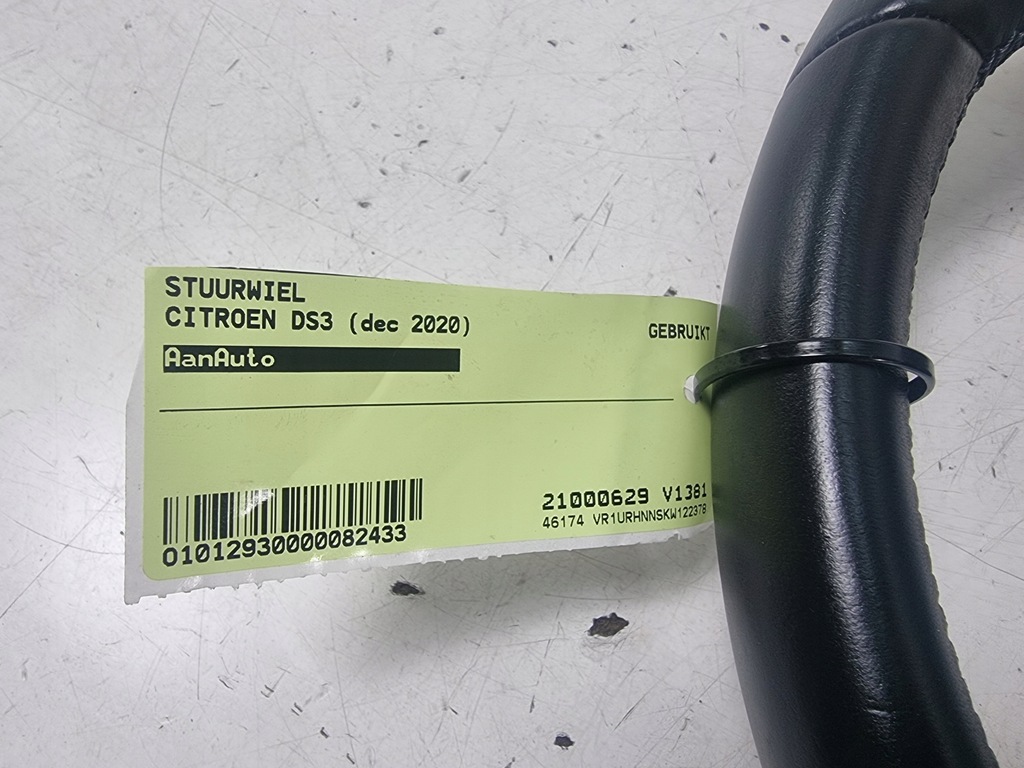 STUURWIEL
CITROEN DS3 (dec 2020)
GEBRUIKT
AanAuto
21000629 V1381
46174 VR1URHNNSKW122378
01012930000082433